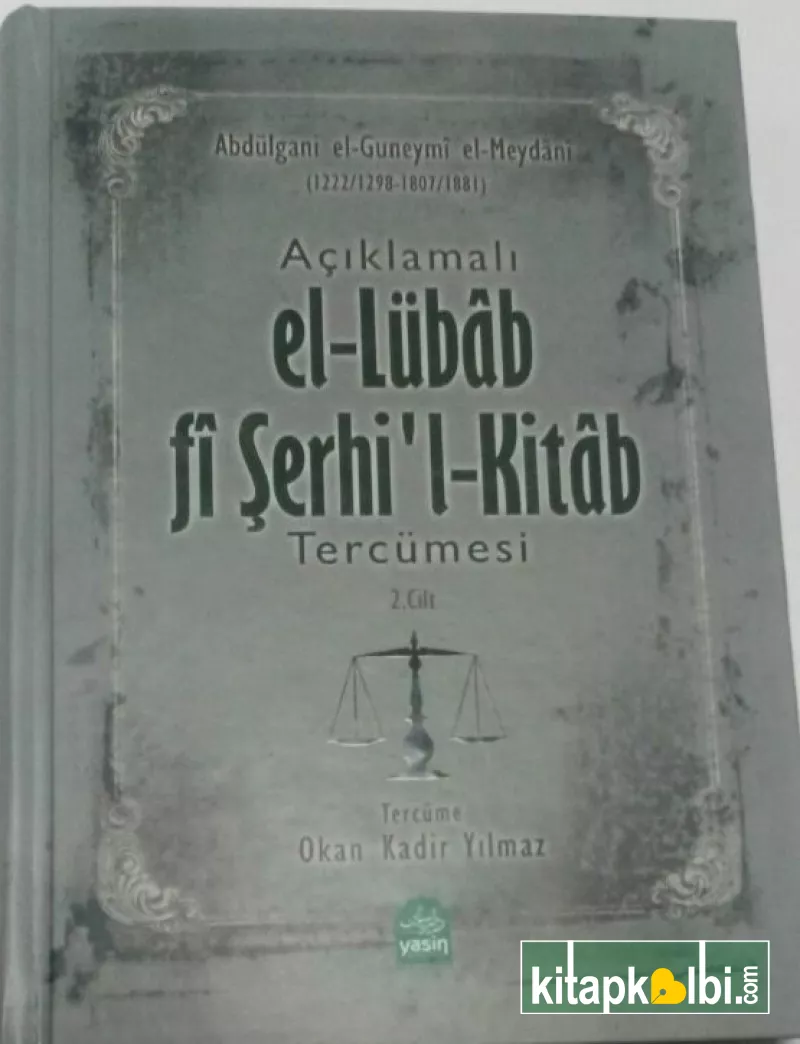 Abdülgani el-Guneymî el-Meydânî
(1222/1298-1807/1881)
Açıklamalı
el-Lübâb
fî Şerhi'l-Kitâb
Tercümesi
2.Cilt
Tercüme
Okan Kadir Yılmaz
yasin
kitapkalbi.com